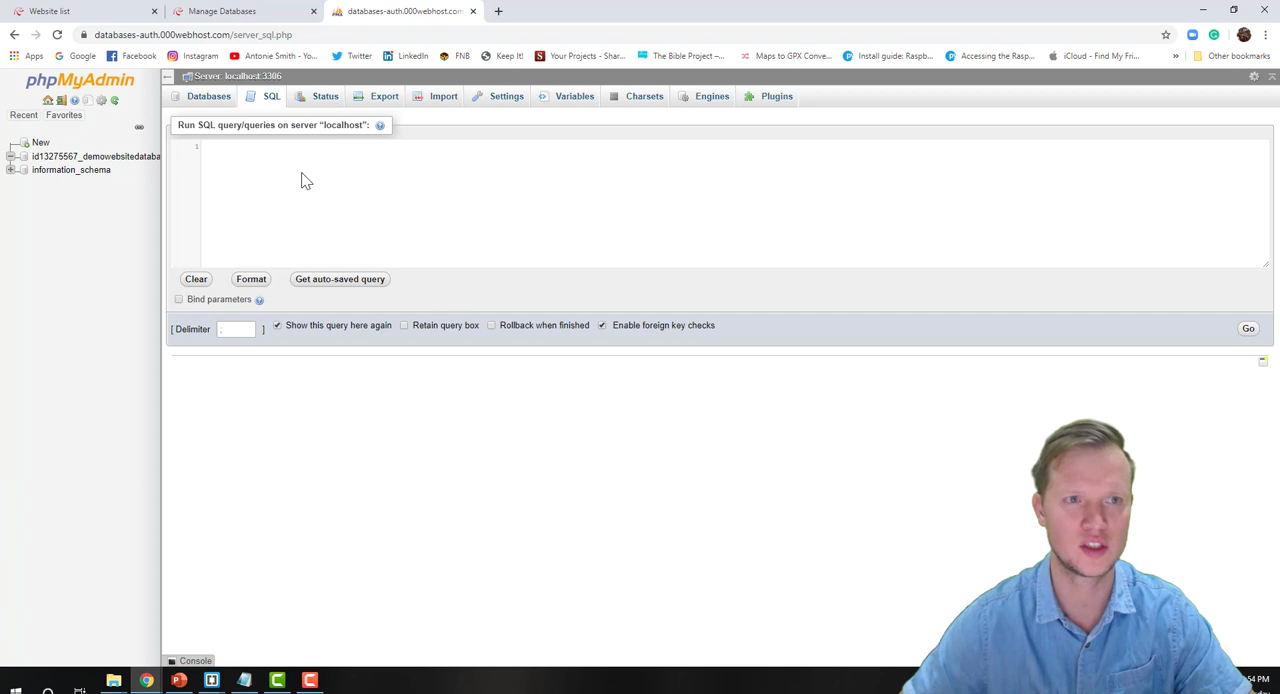 Website list
Manage Databases
databases-auth.000webhost.com
databases-auth.000webhost.com/server_sql.php
Apps
Google
Facebook
Instagram
Antonie Smith - Yo...
Twitter
LinkedIn
FNB
Keep It!
Your Projects - Shar...
The Bible Project -...
Maps to GPX Conve...
Install guide: Raspb...
Accessing the Rasp...
iCloud - Find My Fri...
»
Other bookmarks
phpMyAdmin
Recent Favorites
New
id13275567_demowebsitedataba
information_schema
Server: localhost:3306
Databases
SQL
Status
Export
Import
Settings
Variables
Charsets
Engines
Plugins
Run SQL query/queries on server “localhost”:
1
Clear
Format
Get auto-saved query
Bind parameters
[ Delimiter ; ]
Show this query here again
Retain query box
Rollback when finished
Enable foreign key checks
Go
Console
:54 PM